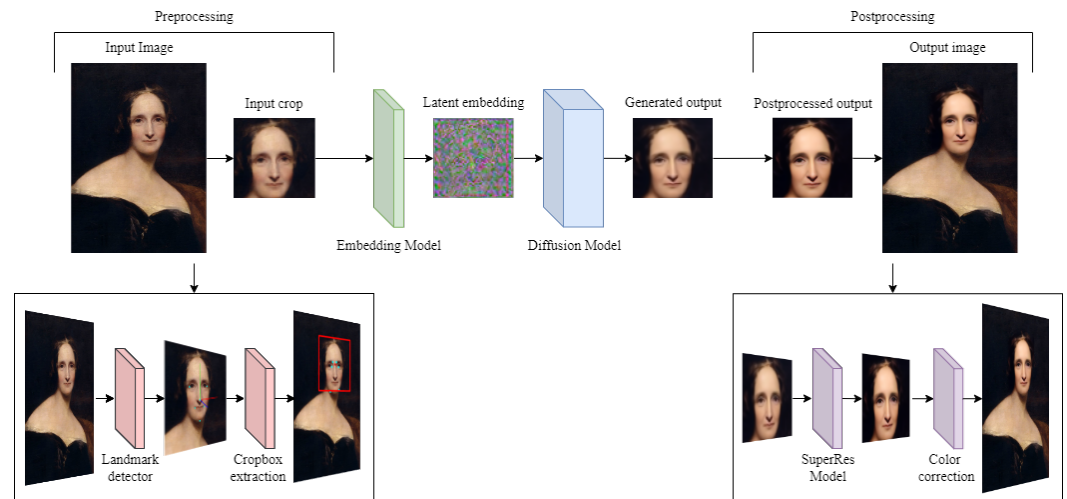 Preprocessing
Postprocessing
Input Image
Output image
Input crop
Latent embedding
Generated output
Postprocessed output
Embedding Model
Diffusion Model
Landmark
detector
Cropbox
extraction
SuperRes
Model
Color
correction